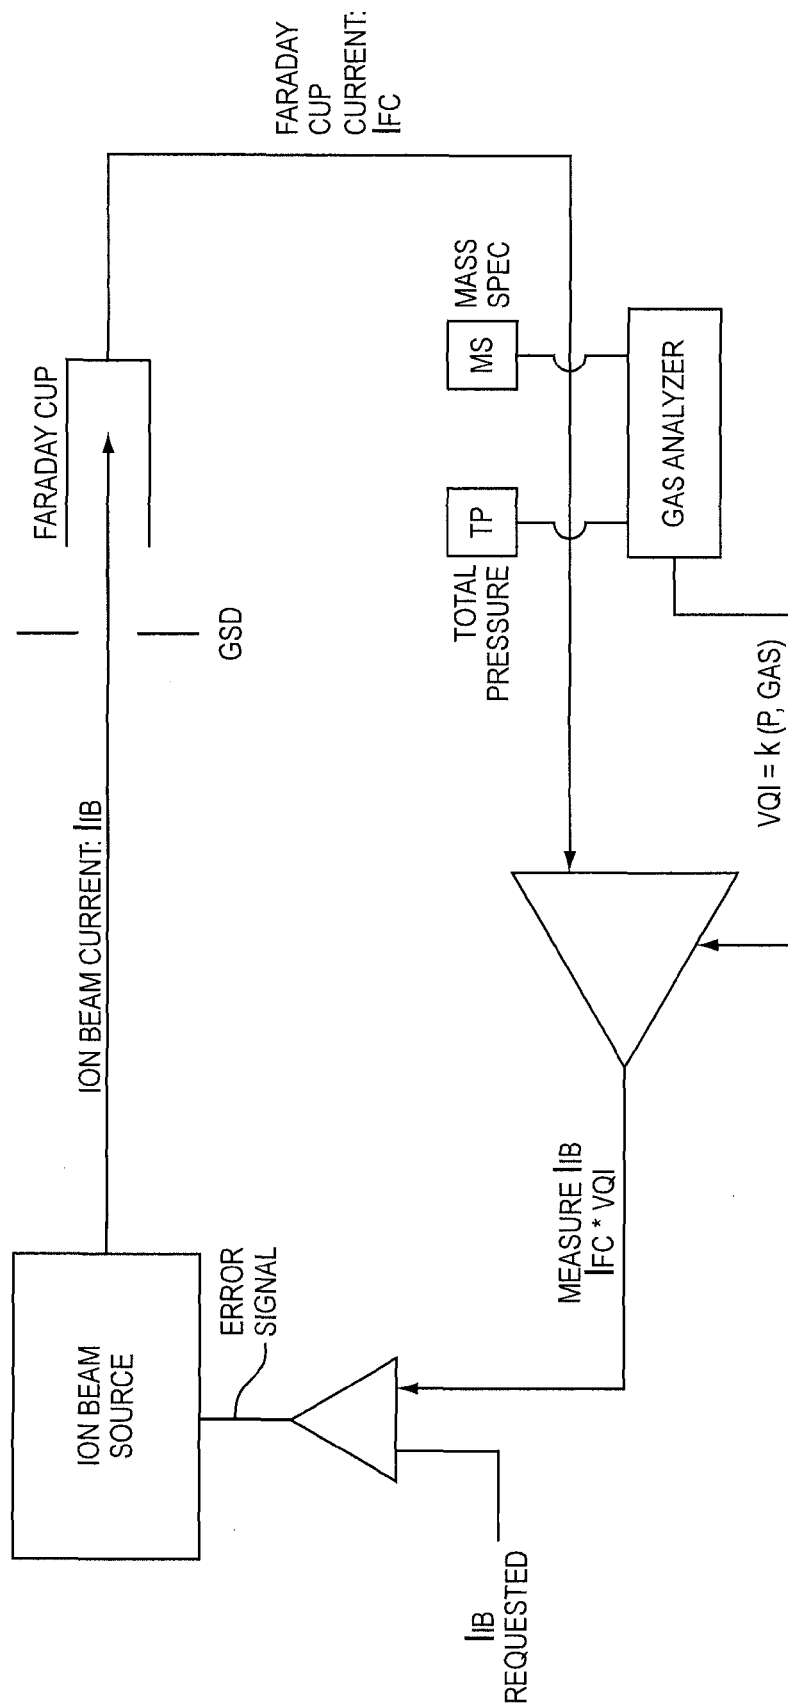 ION BEAM
SOURCE
ION BEAM CURRENT: IIB
GSD
FARADAY CUP
FARADAY
CUP
CURRENT:
IFC
ERROR
SIGNAL
IIB
REQUESTED
MEASURE IIB
IFC * VQI
TOTAL
PRESSURE
TP
MS
MASS
SPEC
GAS ANALYZER
VQI = k (P, GAS)